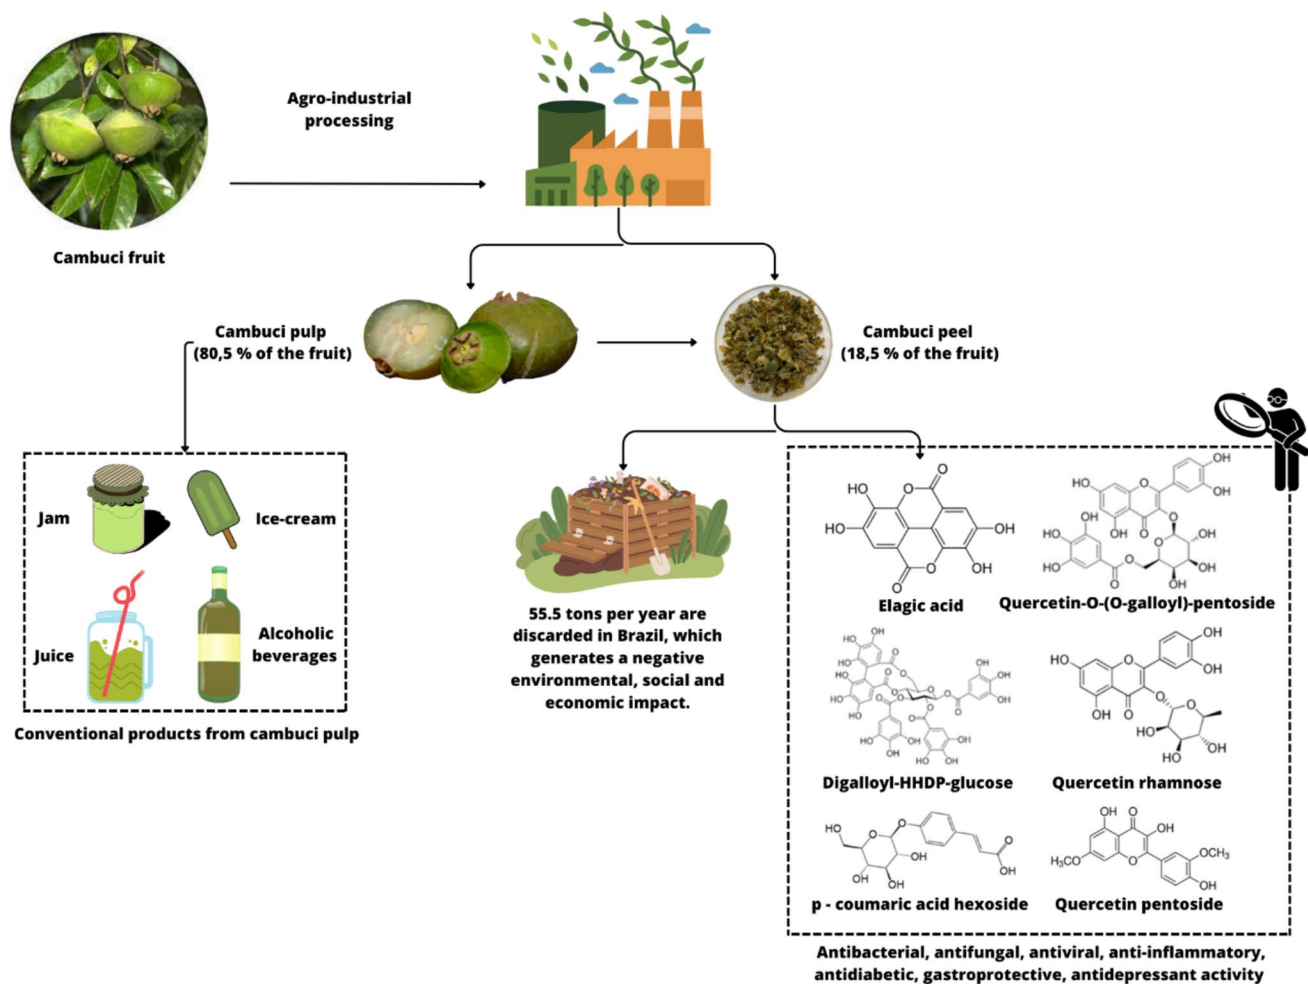 Agro-industrial
processing
Cambuci fruit
Cambuci pulp
(80,5 % of the fruit)
Cambuci peel
(18,5 % of the fruit)
Jam
Ice-cream
Juice
Alcoholic
beverages
Conventional products from cambuci pulp
55.5 tons per year are
discarded in Brazil, which
generates a negative
environmental, social and
economic impact.
Elagic acid
Quercetin-O-(O-galloyl)-pentoside
Digalloyl-HHDP-glucose
Quercetin rhamnose
p - coumaric acid hexoside
Quercetin pentoside
Antibacterial, antifungal, antiviral, anti-inflammatory,
antidiabetic, gastroprotective, antidepressant activity